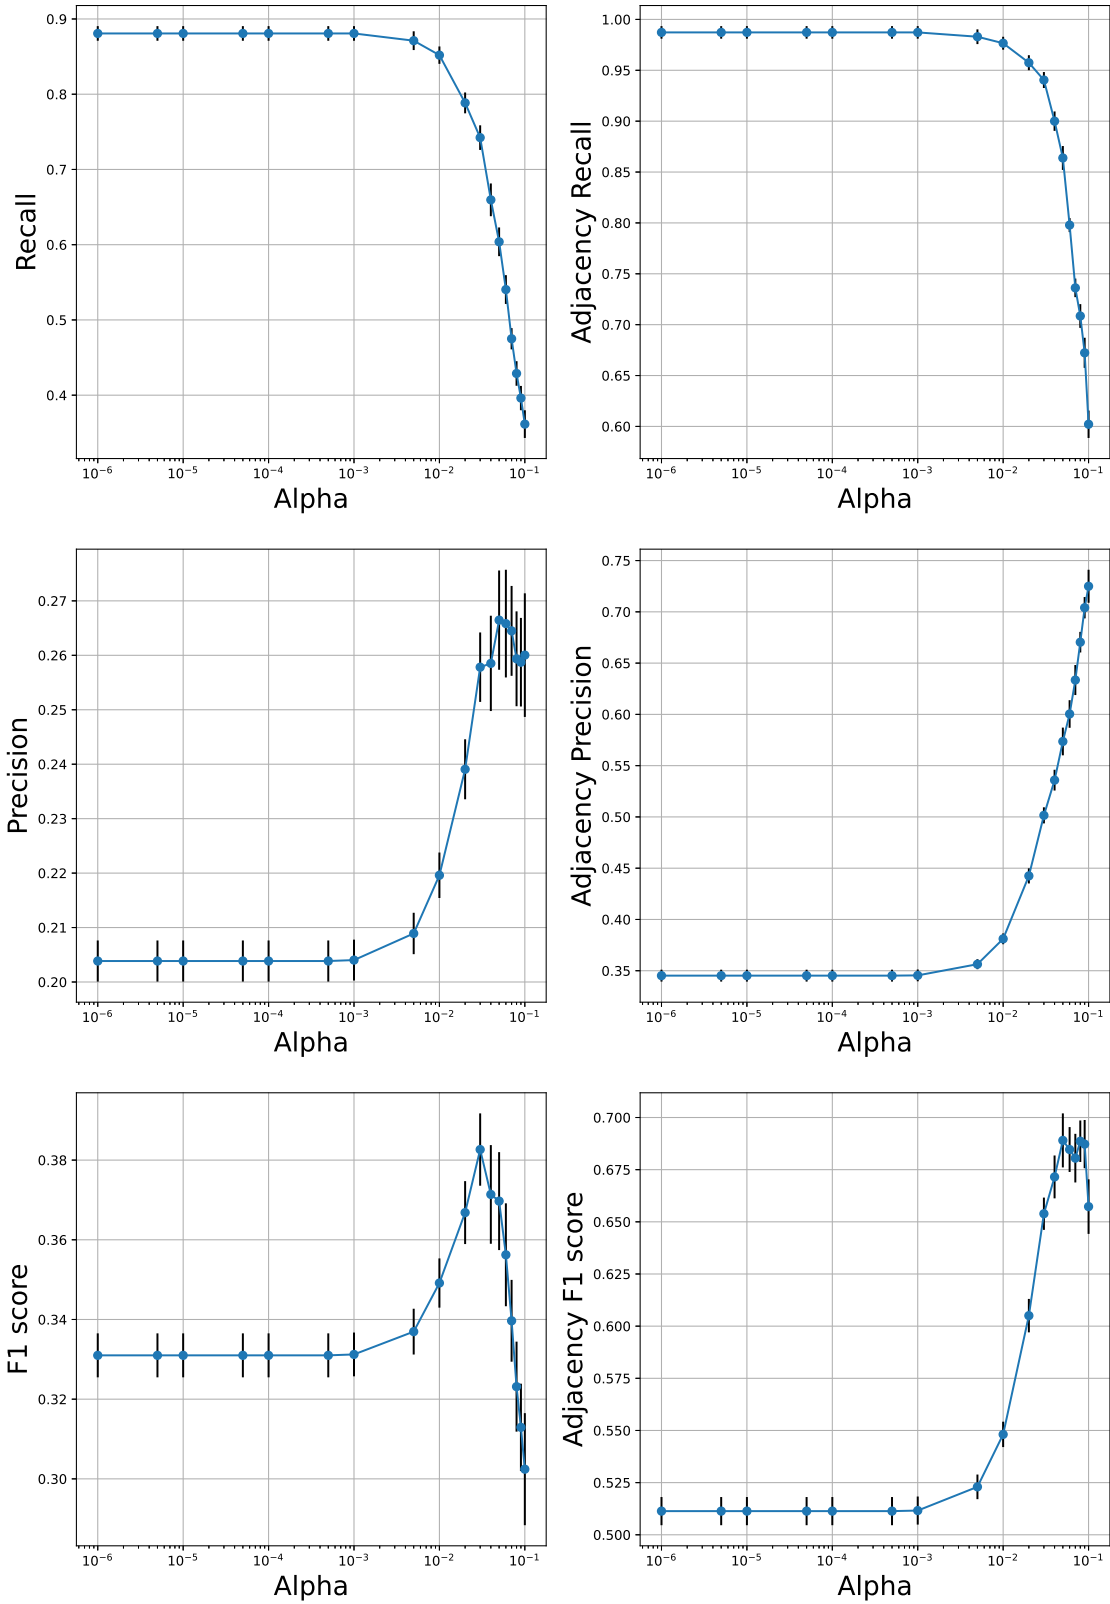 Recall
0.9
0.8
0.7
0.6
0.5
0.4
10⁻⁶ 10⁻⁵ 10⁻⁴ 10⁻³ 10⁻² 10⁻¹
Alpha
Adjacency Recall
1.00
0.95
0.90
0.85
0.80
0.75
0.70
0.65
0.60
10⁻⁶ 10⁻⁵ 10⁻⁴ 10⁻³ 10⁻² 10⁻¹
Alpha
Precision
0.27
0.26
0.25
0.24
0.23
0.22
0.21
0.20
10⁻⁶ 10⁻⁵ 10⁻⁴ 10⁻³ 10⁻² 10⁻¹
Alpha
Adjacency Precision
0.75
0.70
0.65
0.60
0.55
0.50
0.45
0.40
0.35
10⁻⁶ 10⁻⁵ 10⁻⁴ 10⁻³ 10⁻² 10⁻¹
Alpha
F1 score
0.38
0.36
0.34
0.32
0.30
10⁻⁶ 10⁻⁵ 10⁻⁴ 10⁻³ 10⁻² 10⁻¹
Alpha
Adjacency F1 score
0.700
0.675
0.650
0.625
0.600
0.575
0.550
0.525
0.500
10⁻⁶ 10⁻⁵ 10⁻⁴ 10⁻³ 10⁻² 10⁻¹
Alpha